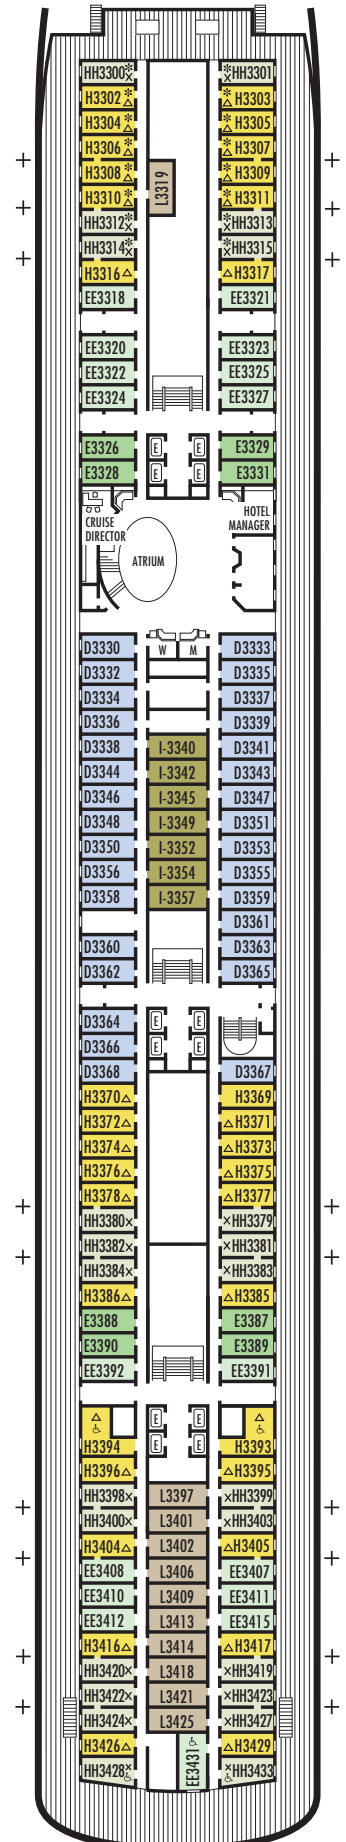 HH3300 HH3301
H3302 H3303
H3304 H3305
H3306 H3307
H3308 L3319 H3309
H3310 H3311
HH3312 HH3313
HH3314 HH3315
H3316 H3317
EE3318 EE3321
EE3320 EE3323
EE3322 EE3325
EE3324 EE3327
E3326 E E E3329
E3328 E E E3331
CRUISE DIRECTOR
HOTEL MANAGER
ATRIUM
D3330 W M D3333
D3332 D3335
D3334 D3337
D3336 D3339
D3338 I-3340 D3341
D3344 I-3342 D3343
D3346 I-3345 D3347
D3348 I-3349 D3351
D3350 I-3352 D3353
D3356 I-3354 D3355
D3358 I-3357 D3359
D3361
D3360 D3363
D3362 D3365
D3364 E E
D3366 E E
D3368 D3367
H3370 H3369
H3372 H3371
H3374 H3373
H3376 H3375
H3378 H3377
HH3380 HH3379
HH3382 HH3381
HH3384 HH3383
H3386 H3385
E3388 E3387
E3390 E3389
EE3392 EE3391
E E
H3394 E E H3393
H3396 H3395
HH3398 L3397 HH3399
HH3400 L3401 HH3403
H3404 L3402 H3405
EE3408 L3406 EE3407
EE3410 L3409 EE3411
EE3412 L3413 EE3415
H3416 L3414 H3417
HH3420 L3418 HH3419
HH3422 L3421 HH3423
HH3424 L3425 HH3427
H3426 EE3431 H3429
HH3428 HH3433